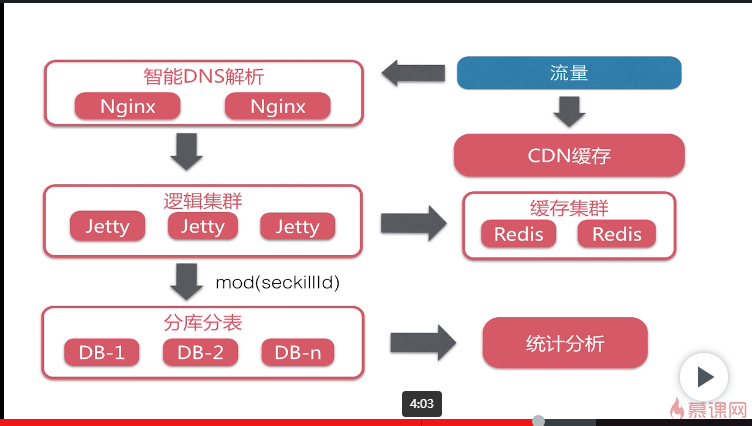 智能DNS解析
Nginx
Nginx
流量
CDN缓存
逻辑集群
Jetty
Jetty
Jetty
缓存集群
Redis
Redis
mod(seckillId)
分库分表
DB-1
DB-2
DB-n
统计分析
4:03
慕课网